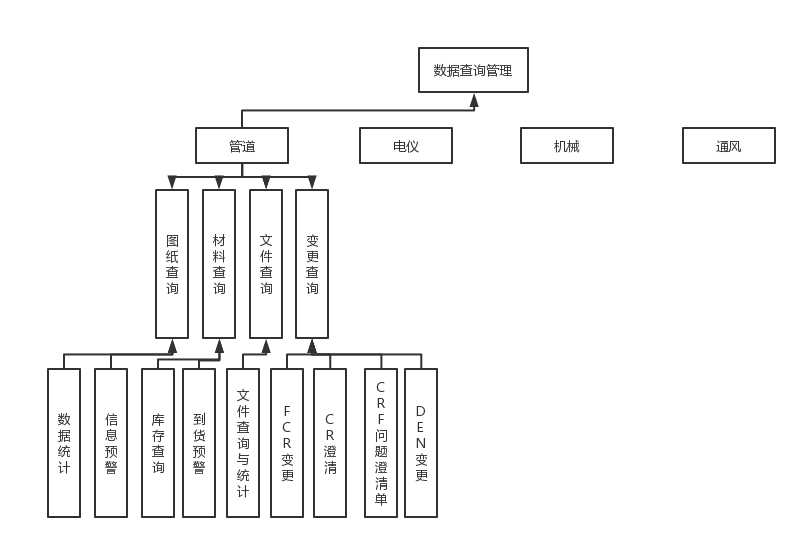 数据查询管理
管道
电仪
机械
通风
图纸查询
材料查询
文件查询
变更查询
数据统计
信息预警
库存查询
到货预警
文件查询与统计
FCR变更
CR澄清
CRF问题澄清单
DEN变更